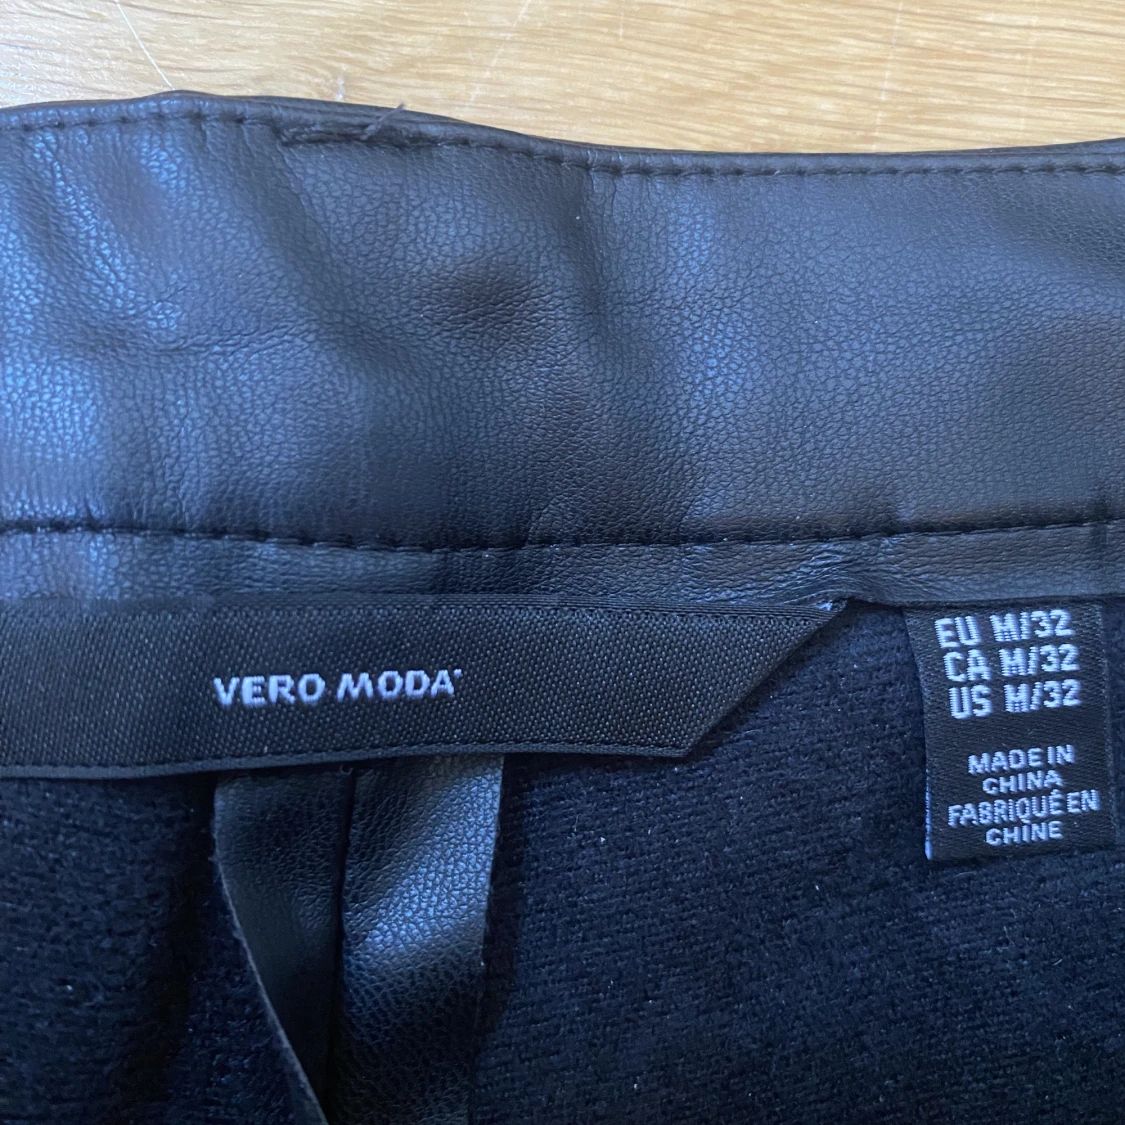 VERO MODA
EU M/32
CA M/32
US M/32
MADE IN
CHINA
FABRIQUÉ EN
CHINE